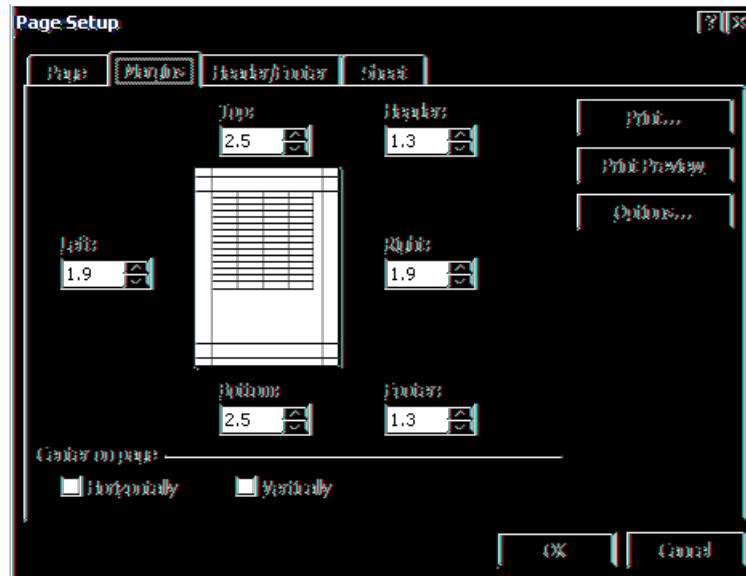 Page Setup
Page Margins Header/Footer Sheet
Top: Header: Print...
2.5 1.3
Print Preview
Options...
Left: Right:
1.9 1.9
Bottom: Footer:
2.5 1.3
Center on page
Horizontally Vertically
OK Cancel